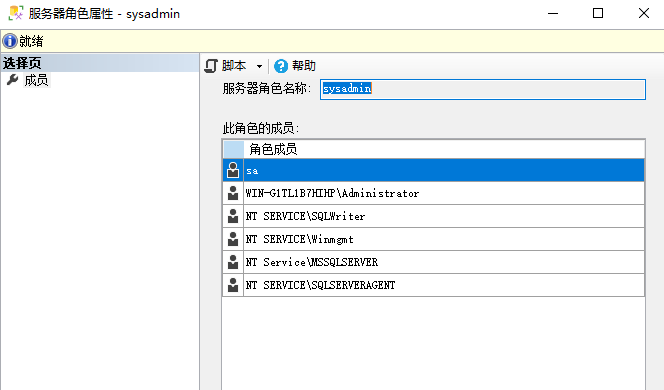 服务器角色属性 - sysadmin
就绪
选择页
成员
脚本 帮助
服务器角色名称: sysadmin
此角色的成员:
角色成员
sa
WIN-G1TL1B7HIHP\Administrator
NT SERVICE\SQLWriter
NT SERVICE\Winmgmt
NT Service\MSSQLSERVER
NT SERVICE\SQLSERVERAGENT